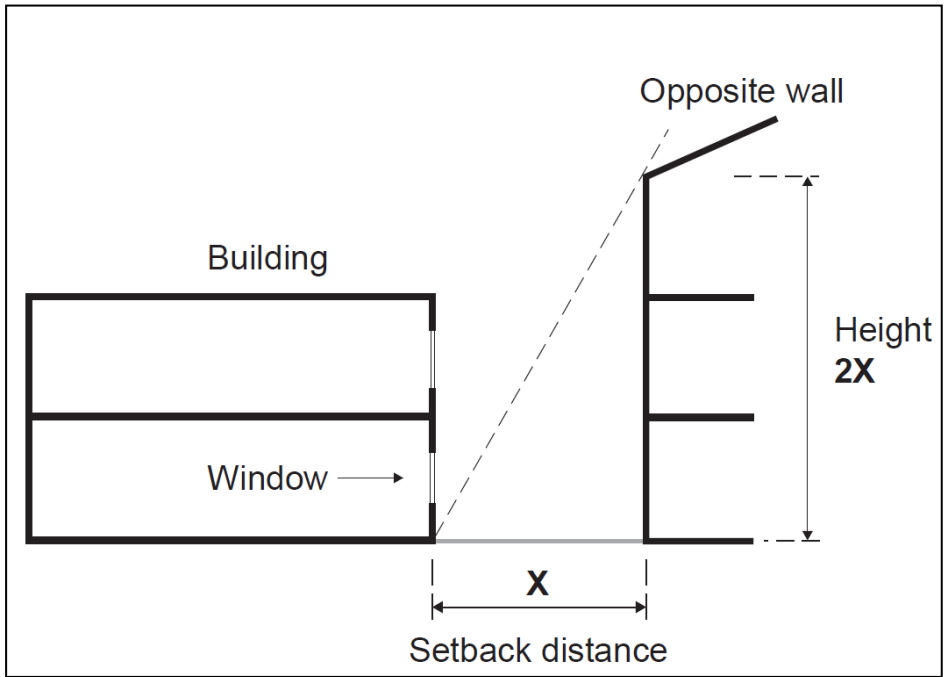 Opposite wall
Building
Height
2X
Window
X
Setback distance